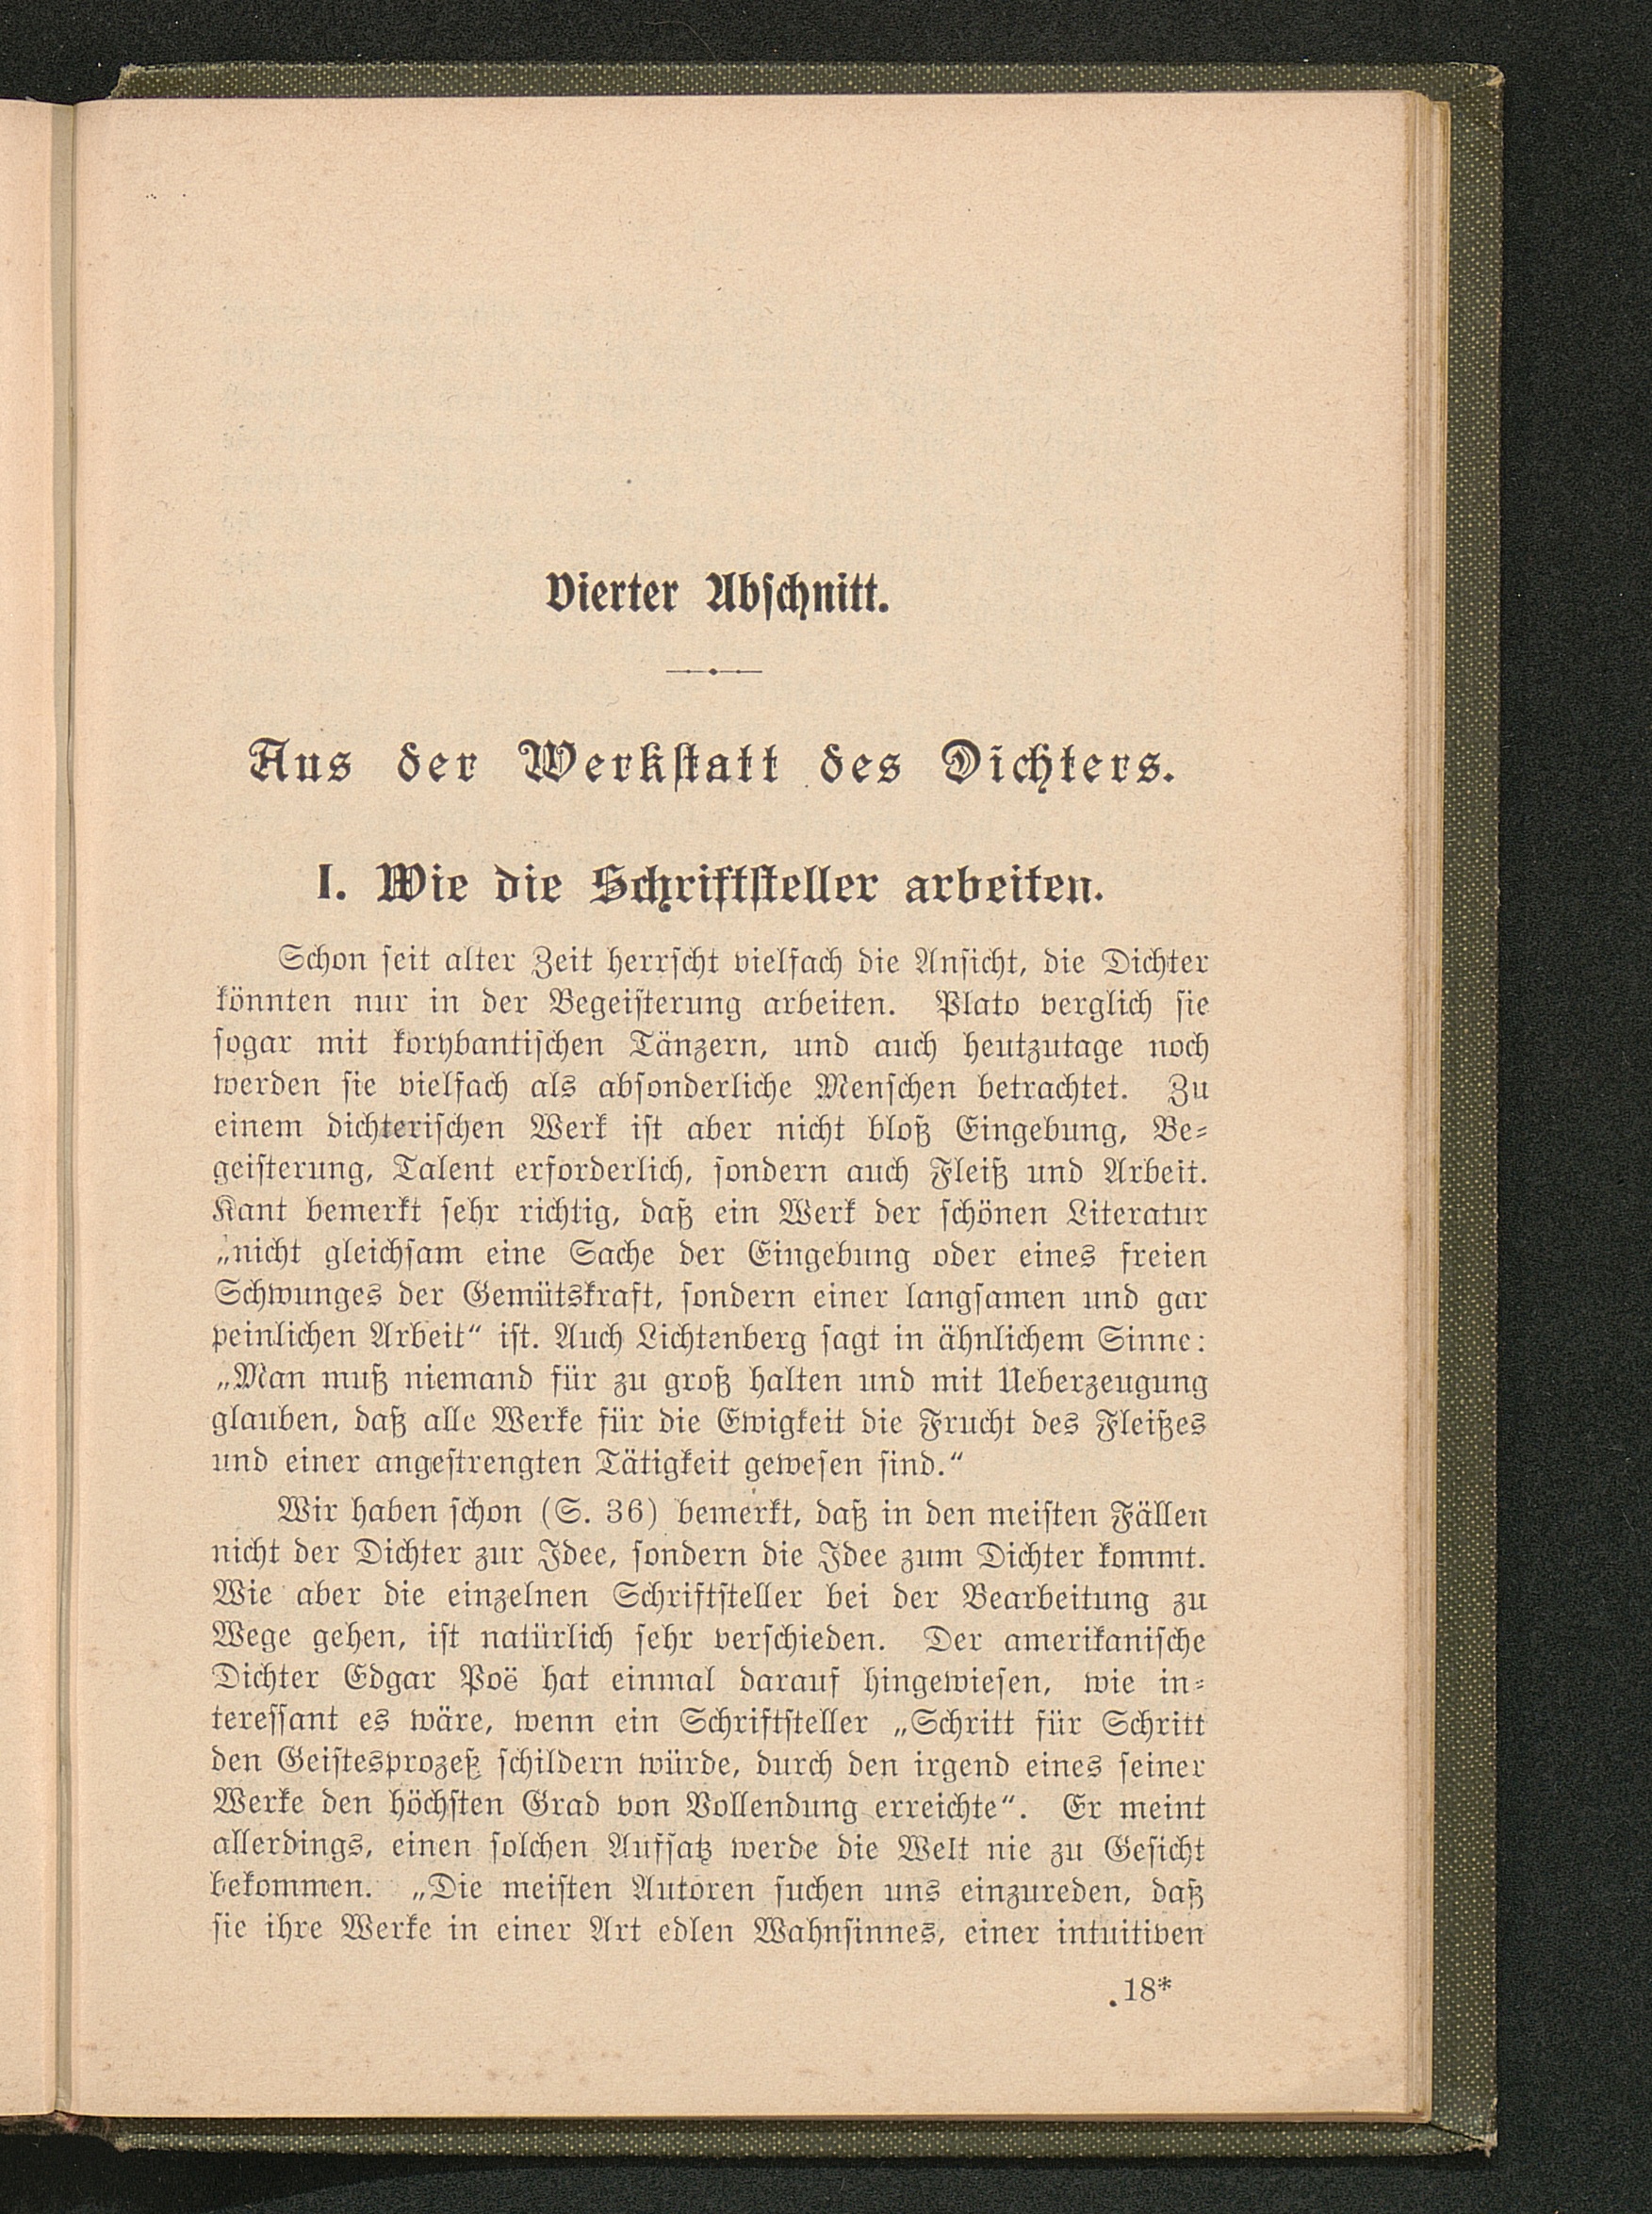 Vierter Abschnitt.
Aus der Werkstatt des Dichters.
I. Wie die Schriftsteller arbeiten.
Schon seit alter Zeit herrscht vielfach die Ansicht, die Dichter
könnten nur in der Begeisterung arbeiten. Plato verglich sie
sogar mit korybantischen Tänzern, und auch heutzutage noch
werden sie vielfach als absonderliche Menschen betrachtet. Zu
einem dichterischen Werk ist aber nicht bloß Eingebung, Be-
geisterung, Talent erforderlich, sondern auch Fleiß und Arbeit.
Kant bemerkt sehr richtig, daß ein Werk der schönen Literatur
„nicht gleichsam eine Sache der Eingebung oder eines freien
Schwunges der Gemütskraft, sondern einer langsamen und gar
peinlichen Arbeit“ ist. Auch Lichtenberg sagt in ähnlichem Sinne:
„Man muß niemand für zu groß halten und mit Ueberzeugung
glauben, daß alle Werke für die Ewigkeit die Frucht des Fleißes
und einer angestrengten Tätigkeit gewesen sind.“
Wir haben schon (S. 36) bemerkt, daß in den meisten Fällen
nicht der Dichter zur Idee, sondern die Idee zum Dichter kommt.
Wie aber die einzelnen Schriftsteller bei der Bearbeitung zu
Wege gehen, ist natürlich sehr verschieden. Der amerikanische
Dichter Edgar Poë hat einmal darauf hingewiesen, wie in-
teressant es wäre, wenn ein Schriftsteller „Schritt für Schritt
den Geistesprozeß schildern würde, durch den irgend eines seiner
Werke den höchsten Grad von Vollendung erreichte“. Er meint
allerdings, einen solchen Aufsatz werde die Welt nie zu Gesicht
bekommen. „Die meisten Autoren suchen uns einzureden, daß
sie ihre Werke in einer Art edlen Wahnsinnes, einer intuitiven
18*